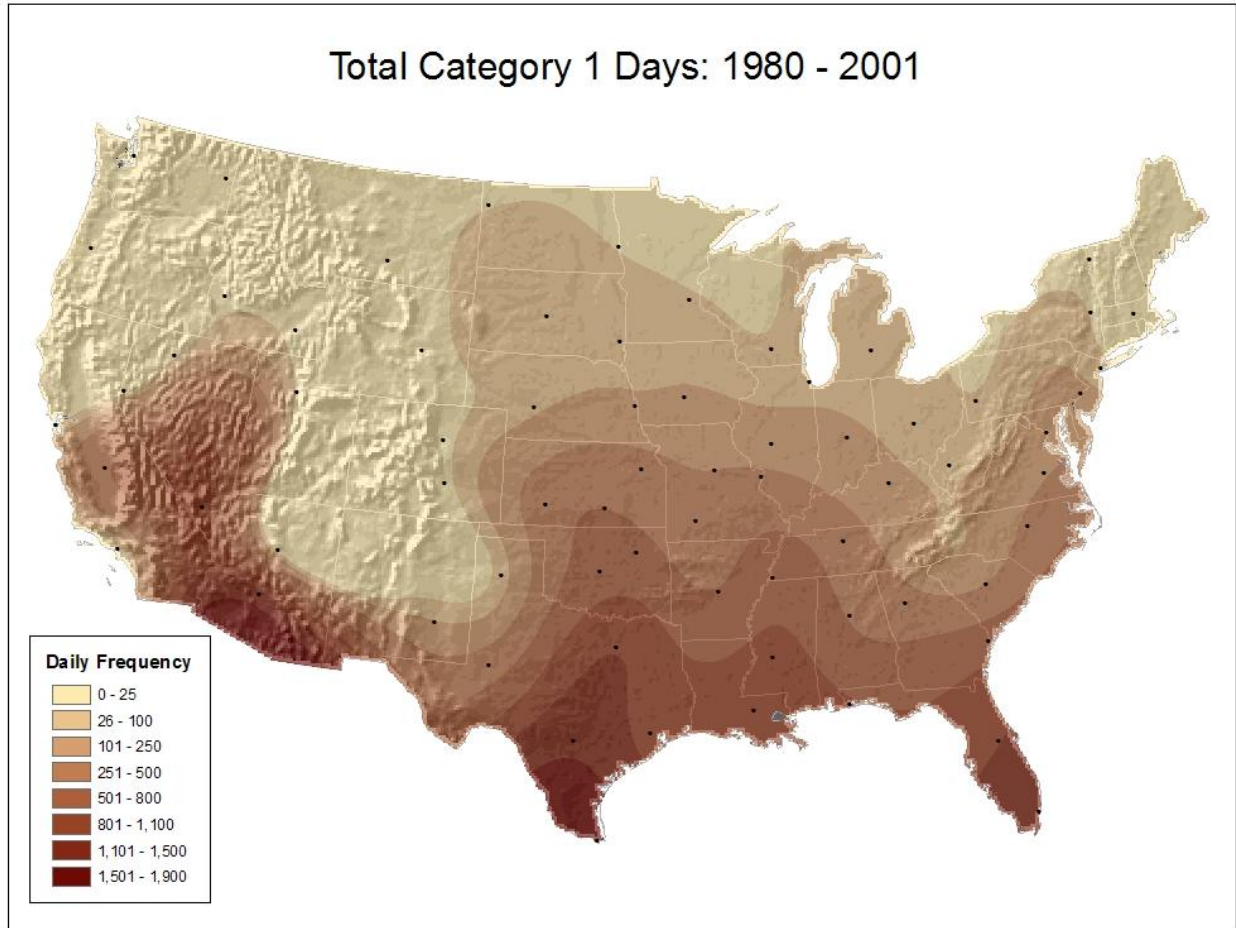 Total Category 1 Days: 1980 - 2001
Daily Frequency
0 - 25
26 - 100
101 - 250
251 - 500
501 - 800
801 - 1,100
1,101 - 1,500
1,501 - 1,900